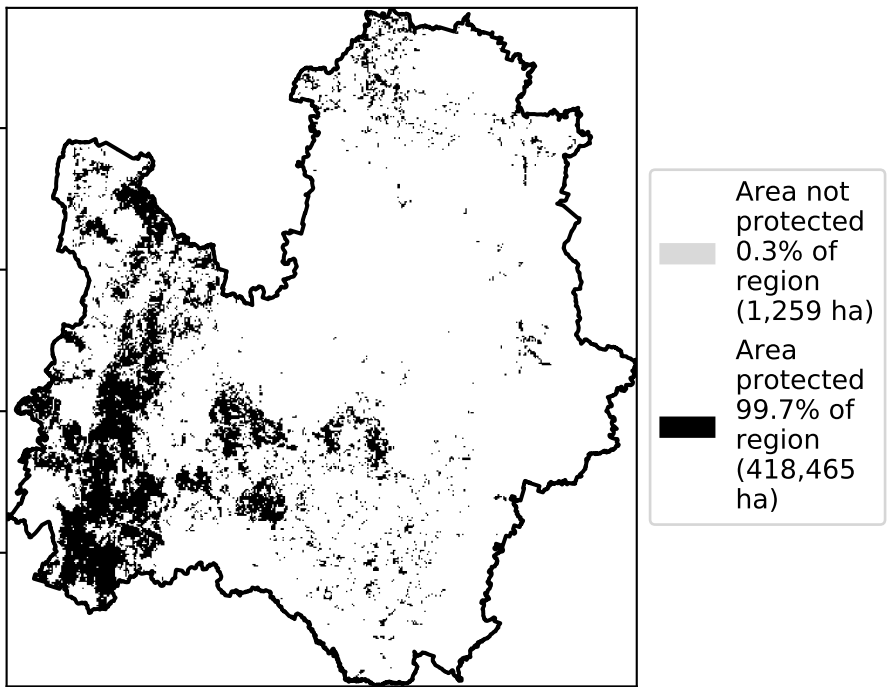 Area not
protected
0.3% of
region
(1,259 ha)
Area
protected
99.7% of
region
(418,465
ha)